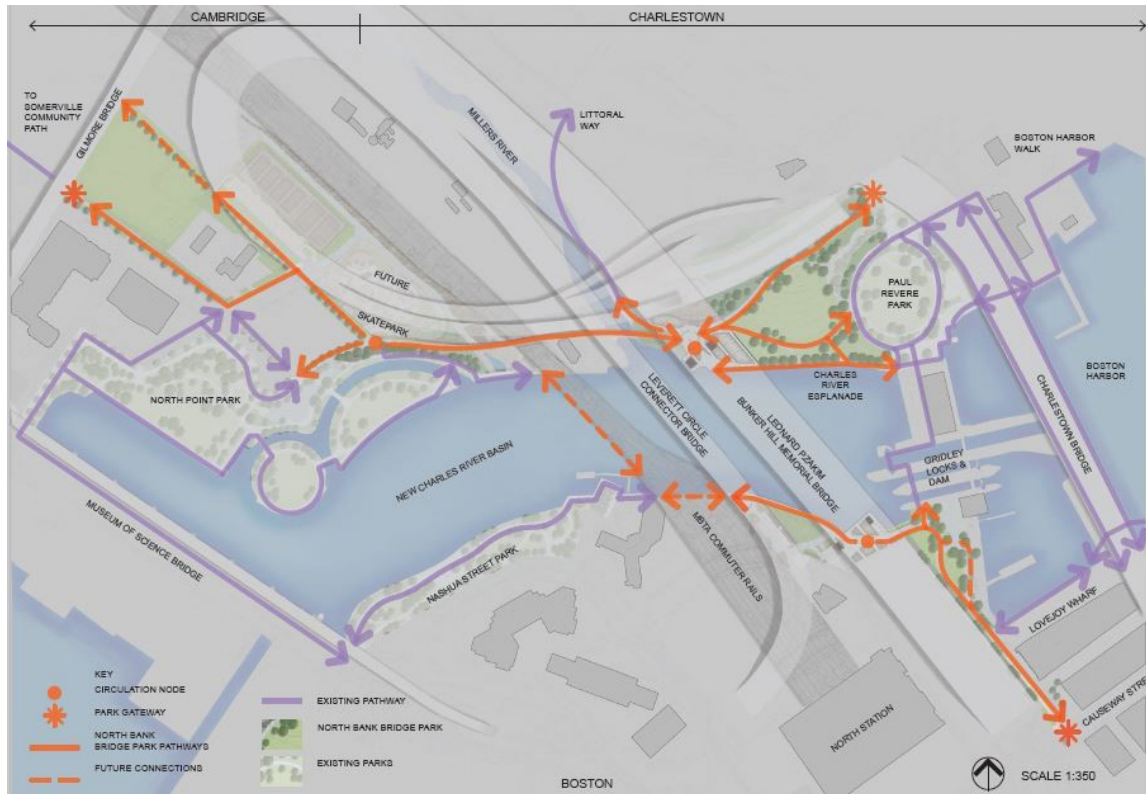 CAMBRIDGE
CHARLESTOWN
TO
SOMERVILLE
COMMUNITY
PATH
GILMORE BRIDGE
MILLERS RIVER
LITTORAL
WAY
BOSTON HARBOR
WALK
FUTURE
SKATEPARK
PAUL
REVERE
PARK
NORTH POINT PARK
CHARLES
RIVER
ESPLANADE
BOSTON
HARBOR
LEVERETT CIRCLE
CONNECTOR BRIDGE
LEONARD P.ZAKIM
BUNKER HILL MEMORIAL BRIDGE
CHARLESTOWN BRIDGE
NEW CHARLES RIVER BASIN
GRIDLEY
LOCKS &
DAM
MUSEUM OF SCIENCE BRIDGE
NASHUA STREET PARK
MBTA COMMUTER RAILS
LOVEJOY WHARF
CAUSEWAY STRE
NORTH STATION
KEY
CIRCULATION NODE
PARK GATEWAY
NORTH BANK
BRIDGE PARK PATHWAYS
FUTURE CONNECTIONS
EXISTING PATHWAY
NORTH BANK BRIDGE PARK
EXISTING PARKS
BOSTON
SCALE 1:350